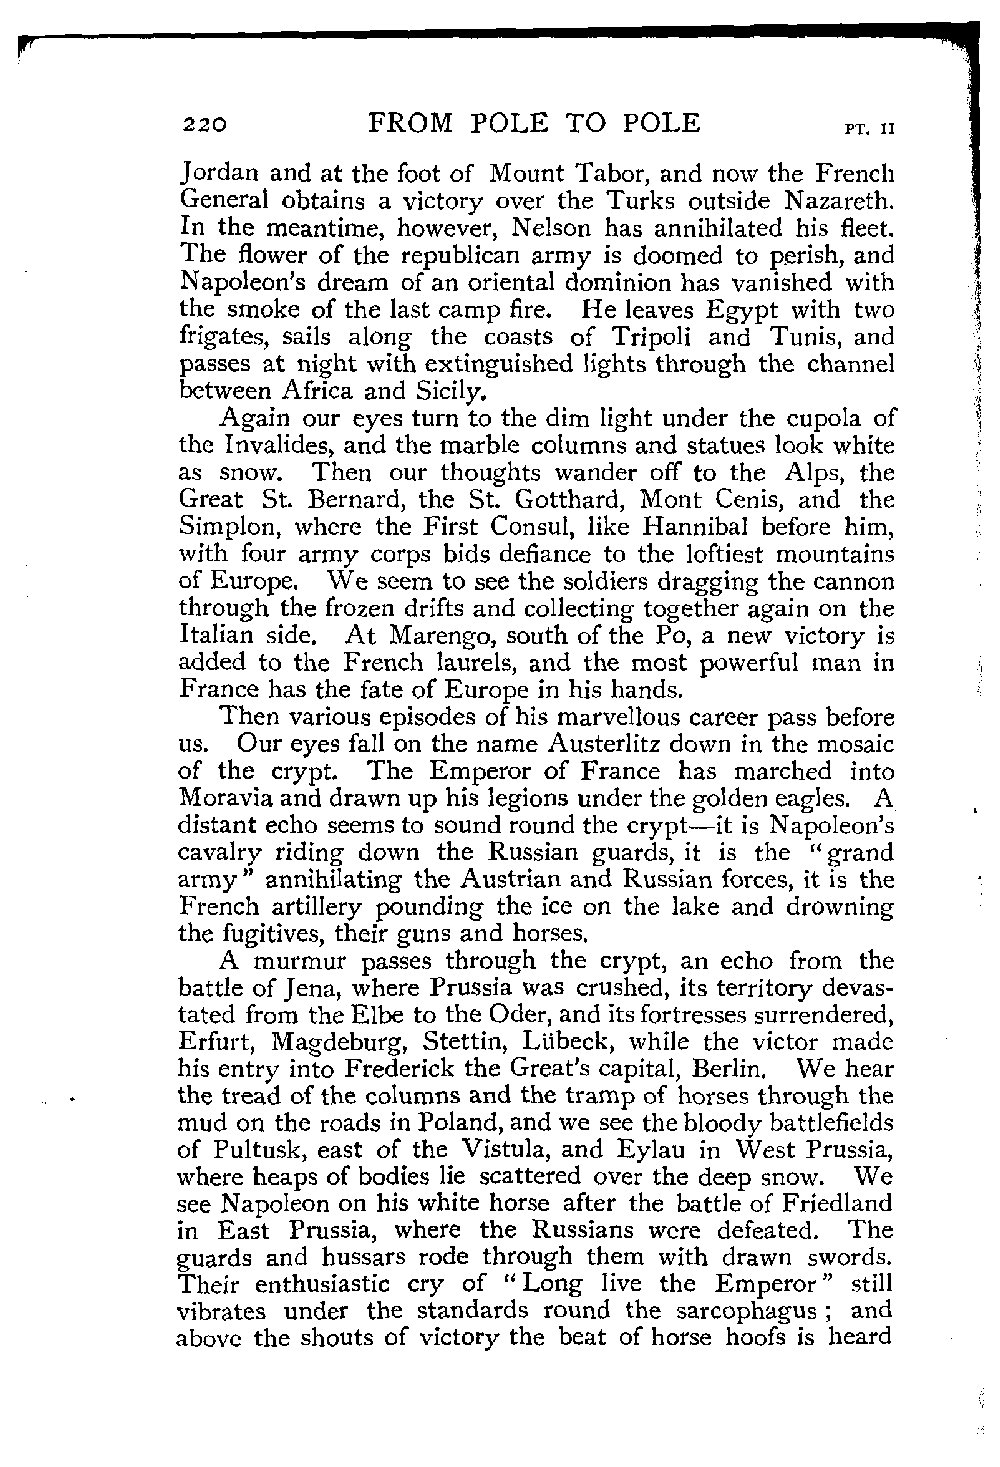 220 FROM POLE TO POLE PT. II
Jordan and at the foot of Mount Tabor, and now the French
General obtains a victory over the Turks outside Nazareth.
In the meantime, however, Nelson has annihilated his fleet.
The flower of the republican army is doomed to perish, and
Napoleon's dream of an oriental dominion has vanished with
the smoke of the last camp fire. He leaves Egypt with two
frigates, sails along the coasts of Tripoli and Tunis, and
passes at night with extinguished lights through the channel
between Africa and Sicily.
Again our eyes turn to the dim light under the cupola of
the Invalides, and the marble columns and statues look white
as snow. Then our thoughts wander off to the Alps, the
Great St. Bernard, the St. Gotthard, Mont Cenis, and the
Simplon, where the First Consul, like Hannibal before him,
with four army corps bids defiance to the loftiest mountains
of Europe. We seem to see the soldiers dragging the cannon
through the frozen drifts and collecting together again on the
Italian side. At Marengo, south of the Po, a new victory is
added to the French laurels, and the most powerful man in
France has the fate of Europe in his hands.
Then various episodes of his marvellous career pass before
us. Our eyes fall on the name Austerlitz down in the mosaic
of the crypt. The Emperor of France has marched into
Moravia and drawn up his legions under the golden eagles. A
distant echo seems to sound round the crypt—it is Napoleon's
cavalry riding down the Russian guards, it is the "grand
army" annihilating the Austrian and Russian forces, it is the
French artillery pounding the ice on the lake and drowning
the fugitives, their guns and horses.
A murmur passes through the crypt, an echo from the
battle of Jena, where Prussia was crushed, its territory devas-
tated from the Elbe to the Oder, and its fortresses surrendered,
Erfurt, Magdeburg, Stettin, Lübeck, while the victor made
his entry into Frederick the Great's capital, Berlin. We hear
the tread of the columns and the tramp of horses through the
mud on the roads in Poland, and we see the bloody battlefields
of Pultusk, east of the Vistula, and Eylau in West Prussia,
where heaps of bodies lie scattered over the deep snow. We
see Napoleon on his white horse after the battle of Friedland
in East Prussia, where the Russians were defeated. The
guards and hussars rode through them with drawn swords.
Their enthusiastic cry of "Long live the Emperor" still
vibrates under the standards round the sarcophagus; and
above the shouts of victory the beat of horse hoofs is heard